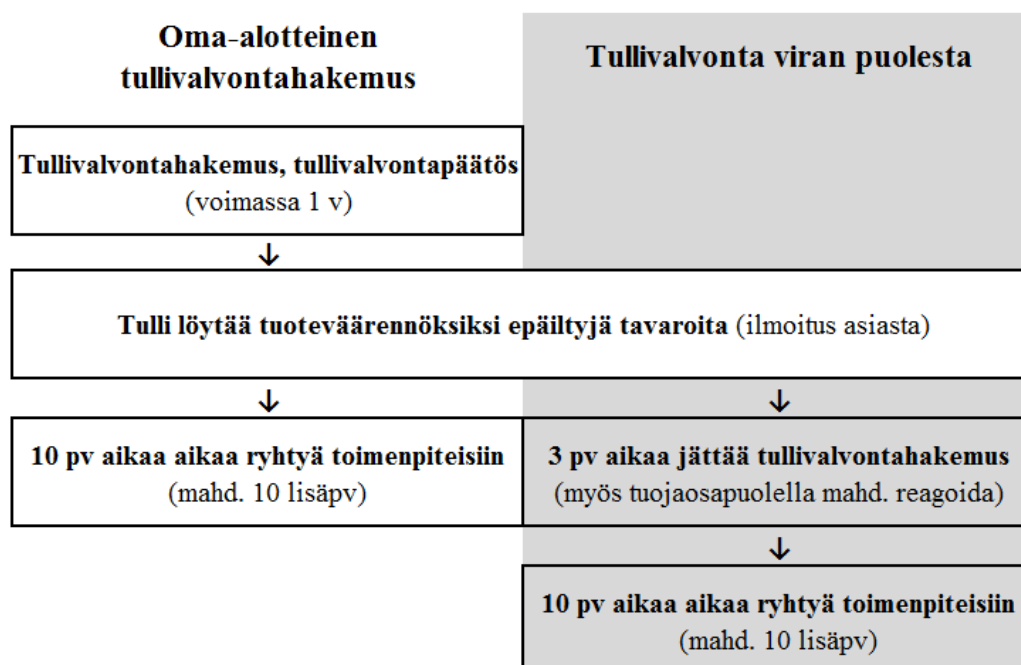 Oma-alotteinen
tullivalvontahakemus
Tullivalvonta viran puolesta
Tullivalvontahakemus, tullivalvontapäätös
(voimassa 1 v)
↓
Tulli löytää tuoteväärennöksiksi epäiltyjä tavaroita (ilmoitus asiasta)
↓ ↓
10 pv aikaa aikaa ryhtyä toimenpiteisiin
(mahd. 10 lisäpv)
3 pv aikaa jättää tullivalvontahakemus
(myös tuojaosapuolella mahd. reagoida)
↓
10 pv aikaa aikaa ryhtyä toimenpiteisiin
(mahd. 10 lisäpv)